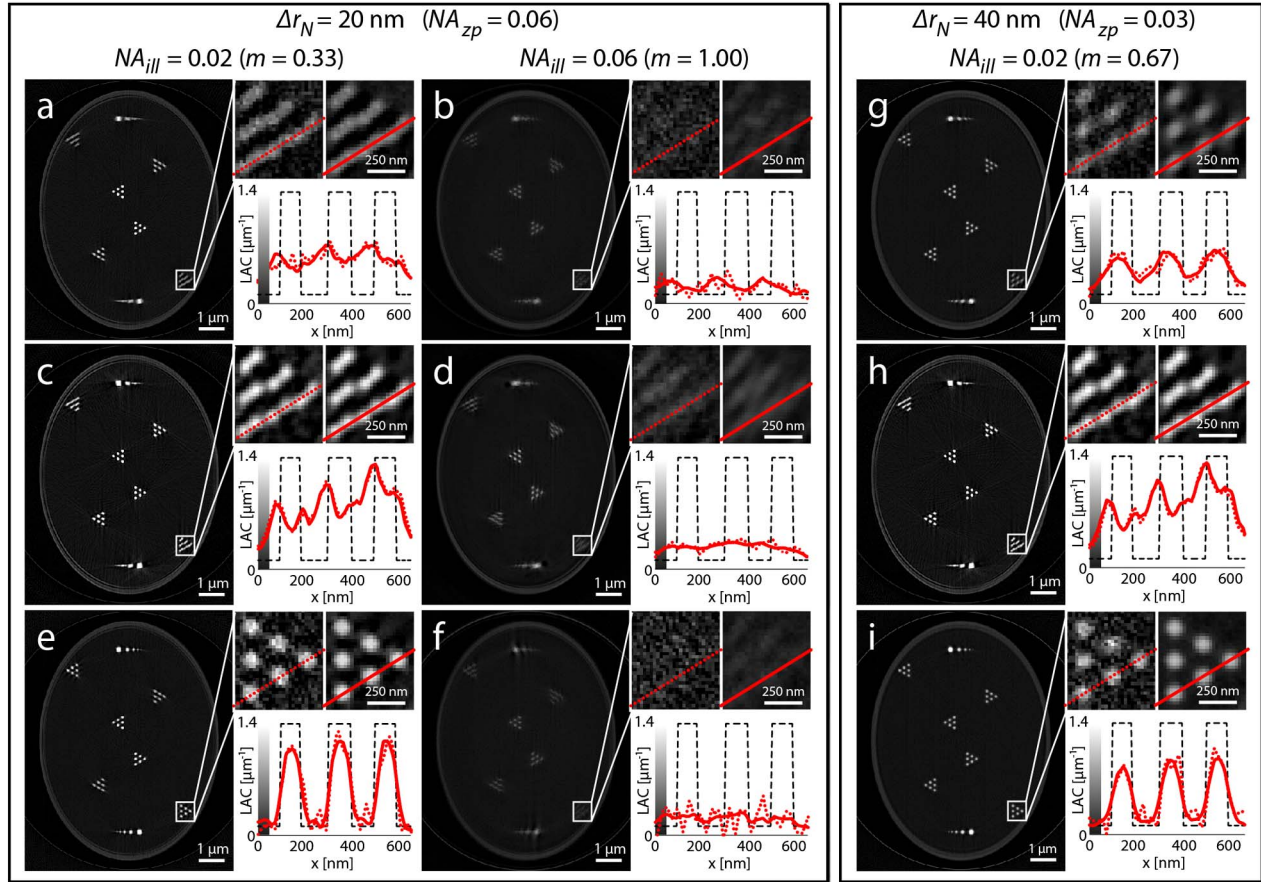 Δr_N = 20 nm (NA_zp = 0.06)
NA_ill = 0.02 (m = 0.33)
NA_ill = 0.06 (m = 1.00)
Δr_N = 40 nm (NA_zp = 0.03)
NA_ill = 0.02 (m = 0.67)
a
250 nm
1.4
LAC [µm⁻¹]
0
0 200 400 600
x [nm]
1 µm
b
250 nm
1.4
LAC [µm⁻¹]
0
0 200 400 600
x [nm]
1 µm
g
250 nm
1.4
LAC [µm⁻¹]
0
0 200 400 600
x [nm]
1 µm
c
250 nm
1.4
LAC [µm⁻¹]
0
0 200 400 600
x [nm]
1 µm
d
250 nm
1.4
LAC [µm⁻¹]
0
0 200 400 600
x [nm]
1 µm
h
250 nm
1.4
LAC [µm⁻¹]
0
0 200 400 600
x [nm]
1 µm
e
250 nm
1.4
LAC [µm⁻¹]
0
0 200 400 600
x [nm]
1 µm
f
250 nm
1.4
LAC [µm⁻¹]
0
0 200 400 600
x [nm]
1 µm
i
250 nm
1.4
LAC [µm⁻¹]
0
0 200 400 600
x [nm]
1 µm